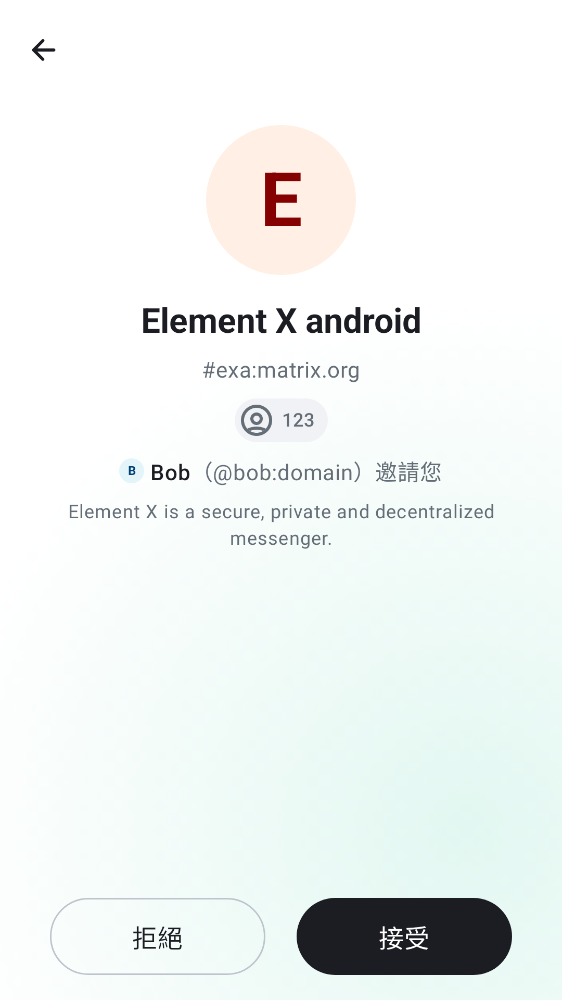 E
Element X android
#exa:matrix.org
123
B Bob（@bob:domain）邀請您
Element X is a secure, private and decentralized
messenger.
拒絕
接受